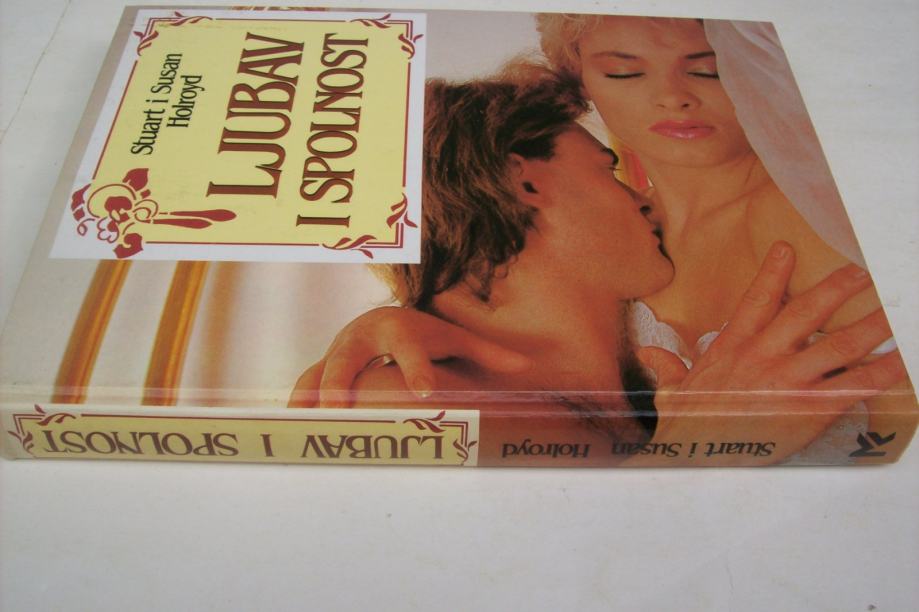 Stuart i Susan
Holroyd
LJUBAV
I SPOLNOST
LJUBAV I SPOLNOST
Stuart i Susan Holroyd